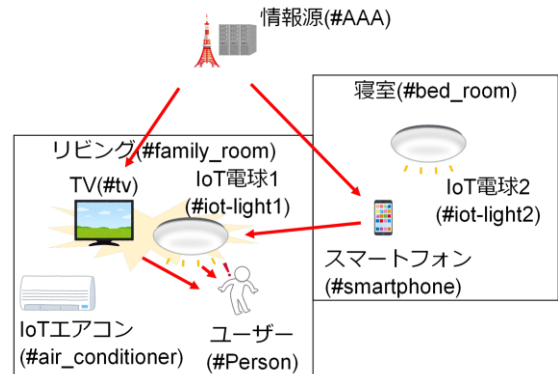 情報源(#AAA)
寝室(#bed_room)
リビング(#family_room)
TV(#tv)
IoT電球1
(#iot-light1)
IoT電球2
(#iot-light2)
スマートフォン
(#smartphone)
IoTエアコン
(#air_conditioner)
ユーザー
(#Person)